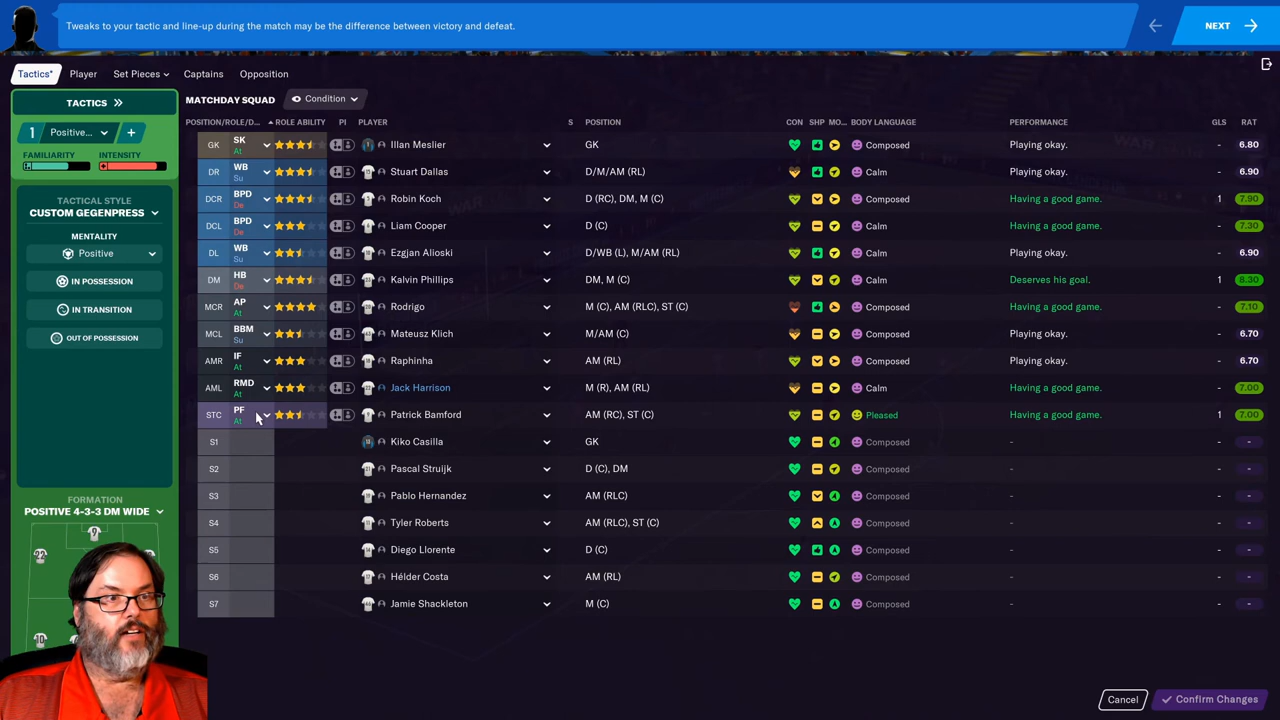 Tweaks to your tactic and line-up during the match may be the difference between victory and defeat.
NEXT
Tactics* Player Set Pieces Captains Opposition
TACTICS
1 Positive... +
FAMILIARITY INTENSITY
TACTICAL STYLE
CUSTOM GEGENPRESS
MENTALITY
Positive
IN POSSESSION
IN TRANSITION
OUT OF POSSESSION
FORMATION
POSITIVE 4-3-3 DM WIDE
9
22
10
MATCHDAY SQUAD Condition
POSITION/ROLE/D... ROLE ABILITY PI PLAYER S POSITION CON SHP MO... BODY LANGUAGE PERFORMANCE GLS RAT
GK SK At Illan Meslier GK Composed Playing okay. - 6.80
DR WB Su Stuart Dallas D/M/AM (RL) Calm Playing okay. - 6.90
DCR BPD De Robin Koch D (RC), DM, M (C) Composed Having a good game. 1 7.90
DCL BPD De Liam Cooper D (C) Calm Having a good game. - 7.30
DL WB Su Ezgjan Alioski D/WB (L), M/AM (RL) Calm Playing okay. - 6.90
DM HB De Kalvin Phillips DM, M (C) Calm Deserves his goal. 1 8.30
MCR AP At Rodrigo M (C), AM (RLC), ST (C) Composed Having a good game. - 7.10
MCL BBM Su Mateusz Klich M/AM (C) Composed Playing okay. - 6.70
AMR IF At Raphinha AM (RL) Composed Playing okay. - 6.70
AML RMD At Jack Harrison M (R), AM (RL) Calm Having a good game. - 7.00
STC PF At Patrick Bamford AM (RC), ST (C) Pleased Having a good game. 1 7.00
S1 Kiko Casilla GK Composed - - -
S2 Pascal Struijk D (C), DM Composed - - -
S3 Pablo Hernandez AM (RLC) Composed - - -
S4 Tyler Roberts AM (RLC), ST (C) Composed - - -
S5 Diego Llorente D (C) Composed - - -
S6 Hélder Costa AM (RL) Composed - - -
S7 Jamie Shackleton M (C) Composed - - -
Cancel Confirm Changes